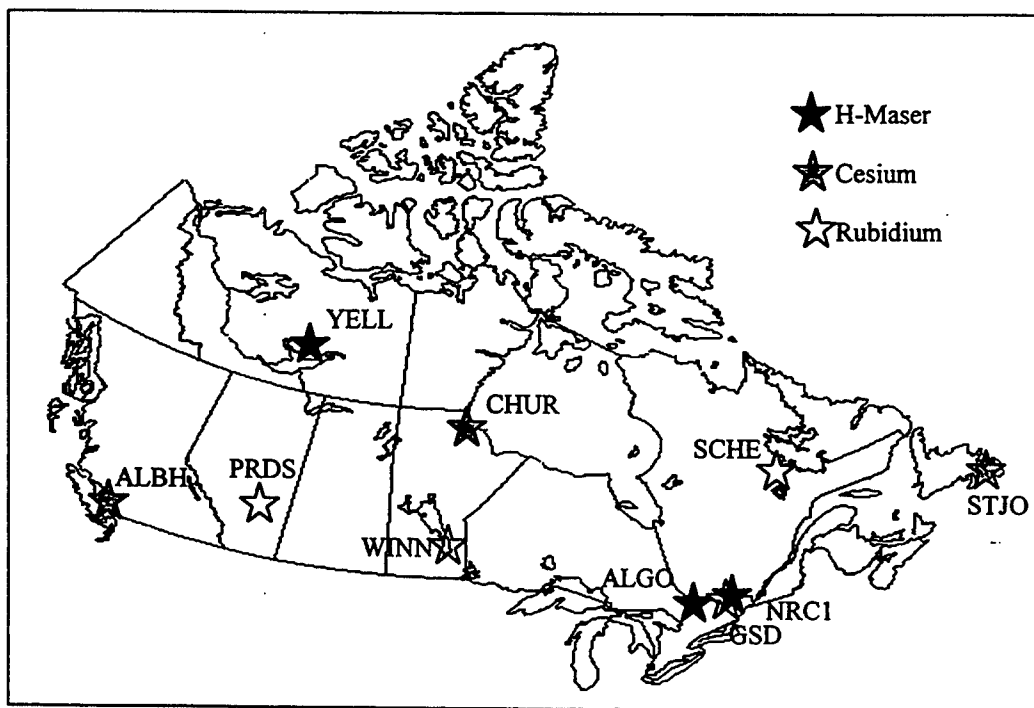 H-Maser
Cesium
Rubidium
YELL
CHUR
SCHE
ALBH
PRDS
STJO
WINN
ALGO
NRC1
GSD